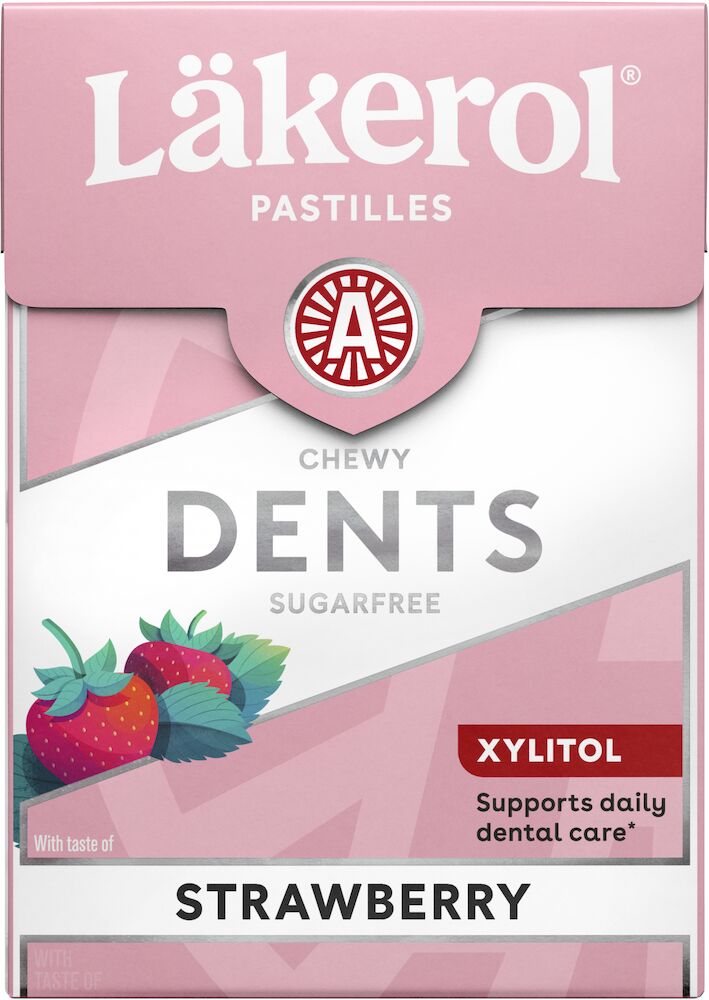 Läkerol®
PASTILLES
A
CHEWY
DENTS
SUGARFREE
XYLITOL
Supports daily
dental care*
With taste of
STRAWBERRY
WITH
TASTE OF